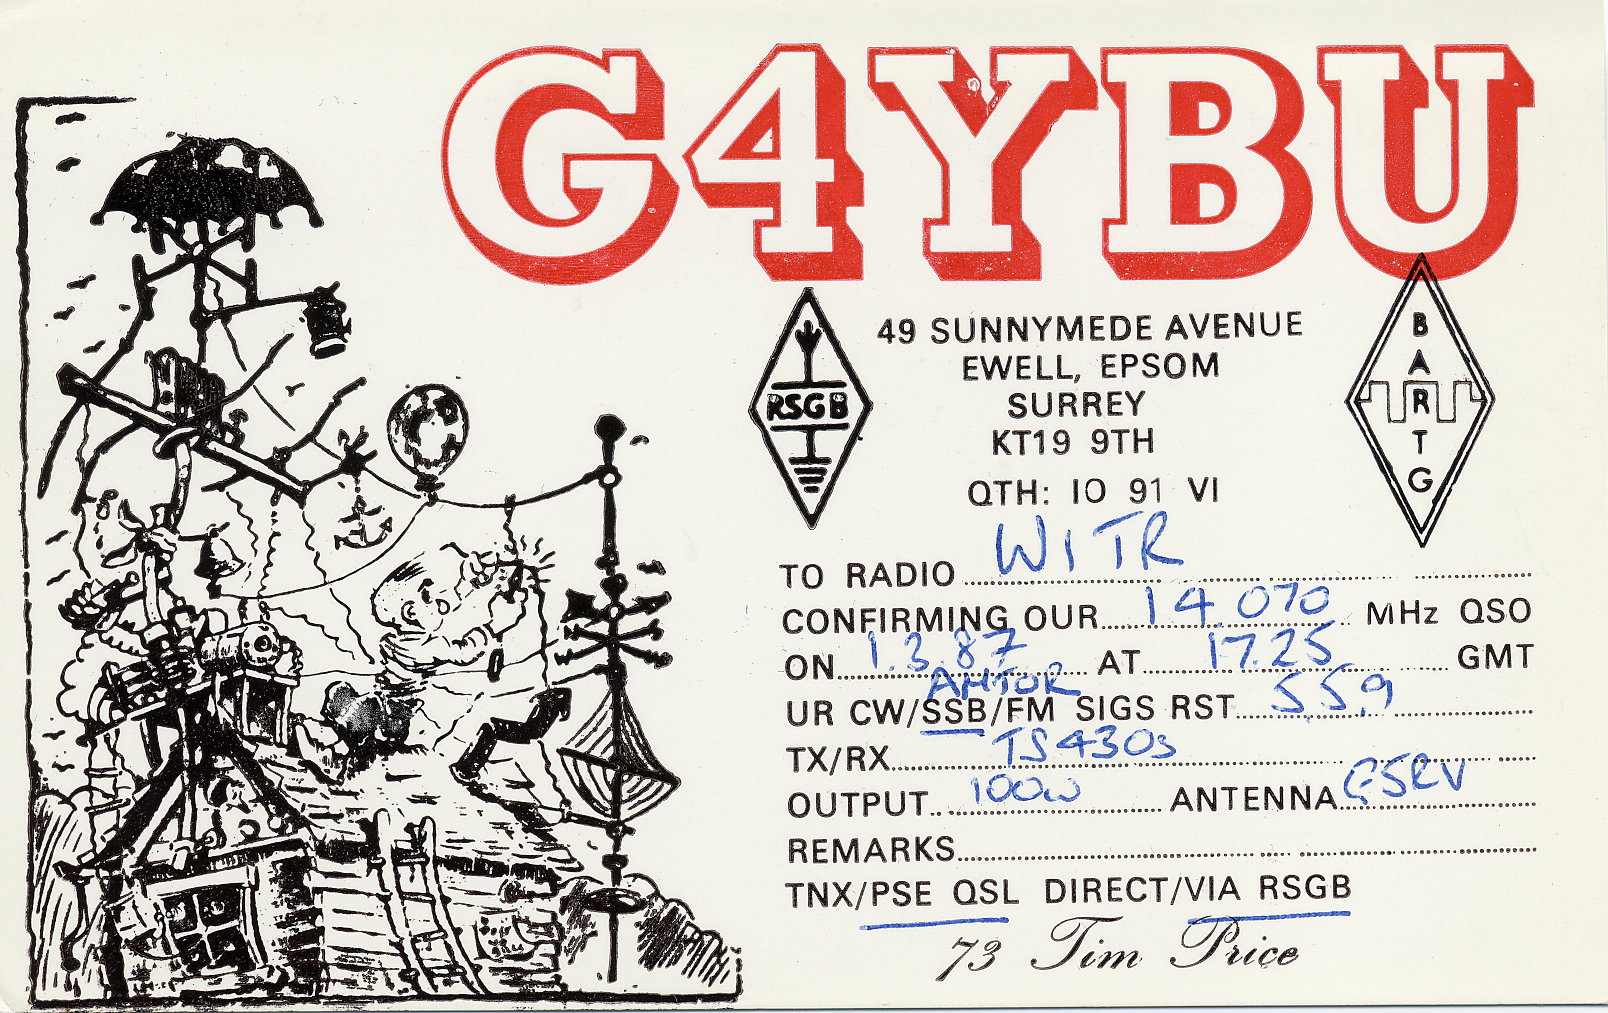 G4YBU
49 SUNNYMEDE AVENUE
EWELL, EPSOM
SURREY
KT19 9TH
QTH: IO 91 VI
RSGB
BARTG
TO RADIO W1TR
CONFIRMING OUR 14.070 MHz QSO
ON 1.3.87 AT 17.25 GMT
AMTOR
UR CW/SSB/FM SIGS RST 5.5.9
TX/RX TS430s
OUTPUT 100W ANTENNA G5RV
REMARKS
TNX/PSE QSL DIRECT/VIA RSGB
73 Tim Price